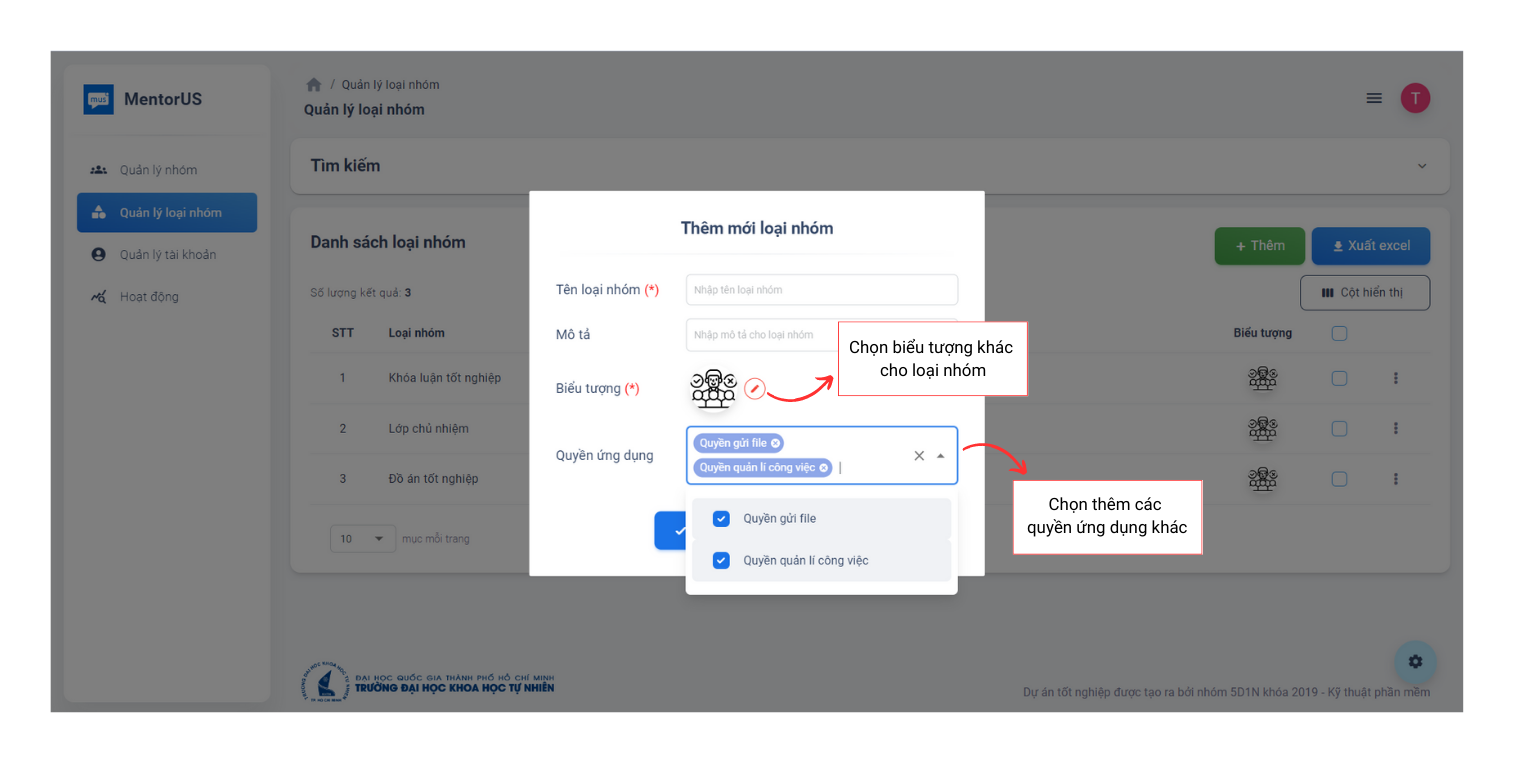 mus
MentorUS
/ Quản lý loại nhóm
Quản lý loại nhóm
T
Quản lý nhóm
Quản lý loại nhóm
Quản lý tài khoản
Hoạt động
Tìm kiếm
Danh sách loại nhóm
+ Thêm
Xuất excel
Số lượng kết quả: 3
Cột hiển thị
STT
Loại nhóm
Biểu tượng
1
Khóa luận tốt nghiệp
2
Lớp chủ nhiệm
3
Đồ án tốt nghiệp
10
mục mỗi trang
Thêm mới loại nhóm
Tên loại nhóm (*)
Nhập tên loại nhóm
Mô tả
Nhập mô tả cho loại nhóm
Biểu tượng (*)
Chọn biểu tượng khác
cho loại nhóm
Quyền ứng dụng
Quyền gửi file
Quyền quản lí công việc
Quyền gửi file
Quyền quản lí công việc
Chọn thêm các
quyền ứng dụng khác
ĐẠI HỌC QUỐC GIA THÀNH PHỐ HỒ CHÍ MINH
TRƯỜNG ĐẠI HỌC KHOA HỌC TỰ NHIÊN
Dự án tốt nghiệp được tạo ra bởi nhóm 5D1N khóa 2019 - Kỹ thuật phần mềm